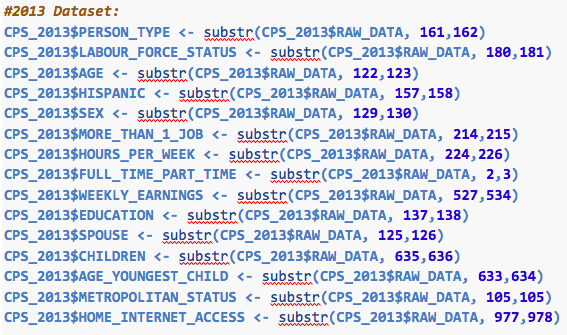 #2013 Dataset:
CPS_2013$PERSON_TYPE <- substr(CPS_2013$RAW_DATA, 161,162)
CPS_2013$LABOUR_FORCE_STATUS <- substr(CPS_2013$RAW_DATA, 180,181)
CPS_2013$AGE <- substr(CPS_2013$RAW_DATA, 122,123)
CPS_2013$HISPANIC <- substr(CPS_2013$RAW_DATA, 157,158)
CPS_2013$SEX <- substr(CPS_2013$RAW_DATA, 129,130)
CPS_2013$MORE_THAN_1_JOB <- substr(CPS_2013$RAW_DATA, 214,215)
CPS_2013$HOURS_PER_WEEK <- substr(CPS_2013$RAW_DATA, 224,226)
CPS_2013$FULL_TIME_PART_TIME <- substr(CPS_2013$RAW_DATA, 2,3)
CPS_2013$WEEKLY_EARNINGS <- substr(CPS_2013$RAW_DATA, 527,534)
CPS_2013$EDUCATION <- substr(CPS_2013$RAW_DATA, 137,138)
CPS_2013$SPOUSE <- substr(CPS_2013$RAW_DATA, 125,126)
CPS_2013$CHILDREN <- substr(CPS_2013$RAW_DATA, 635,636)
CPS_2013$AGE_YOUNGEST_CHILD <- substr(CPS_2013$RAW_DATA, 633,634)
CPS_2013$METROPOLITAN_STATUS <- substr(CPS_2013$RAW_DATA, 105,105)
CPS_2013$HOME_INTERNET_ACCESS <- substr(CPS_2013$RAW_DATA, 977,978)